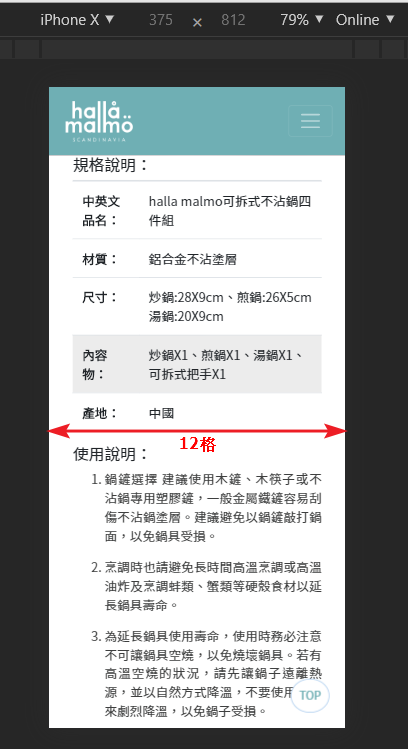 iPhone X ▼ 375 × 812 79% ▼ Online ▼
hallå
malmö
SCANDINAVIA
規格說明：
中英文
品名：
halla malmo可拆式不沾鍋四
件組
材質：
鋁合金不沾塗層
尺寸：
炒鍋:28X9cm、煎鍋:26X5cm
湯鍋:20X9cm
內容
物：
炒鍋X1、煎鍋X1、湯鍋X1、
可拆式把手X1
產地：
中國
12格
使用說明：
1. 鍋鏟選擇 建議使用木鏟、木筷子或不
沾鍋專用塑膠鏟，一般金屬鐵鏟容易刮
傷不沾鍋塗層。建議避免以鍋鏟敲打鍋
面，以免鍋具受損。
2. 烹調時也請避免長時間高溫烹調或高溫
油炸及烹調蚌類、蟹類等硬殼食材以延
長鍋具壽命。
3. 為延長鍋具使用壽命，使用時務必注意
不可讓鍋具空燒，以免燒壞鍋具。若有
高溫空燒的狀況，請先讓鍋子遠離熱
源，並以自然方式降溫，不要使用
來劇烈降溫，以免鍋子受損。
TOP